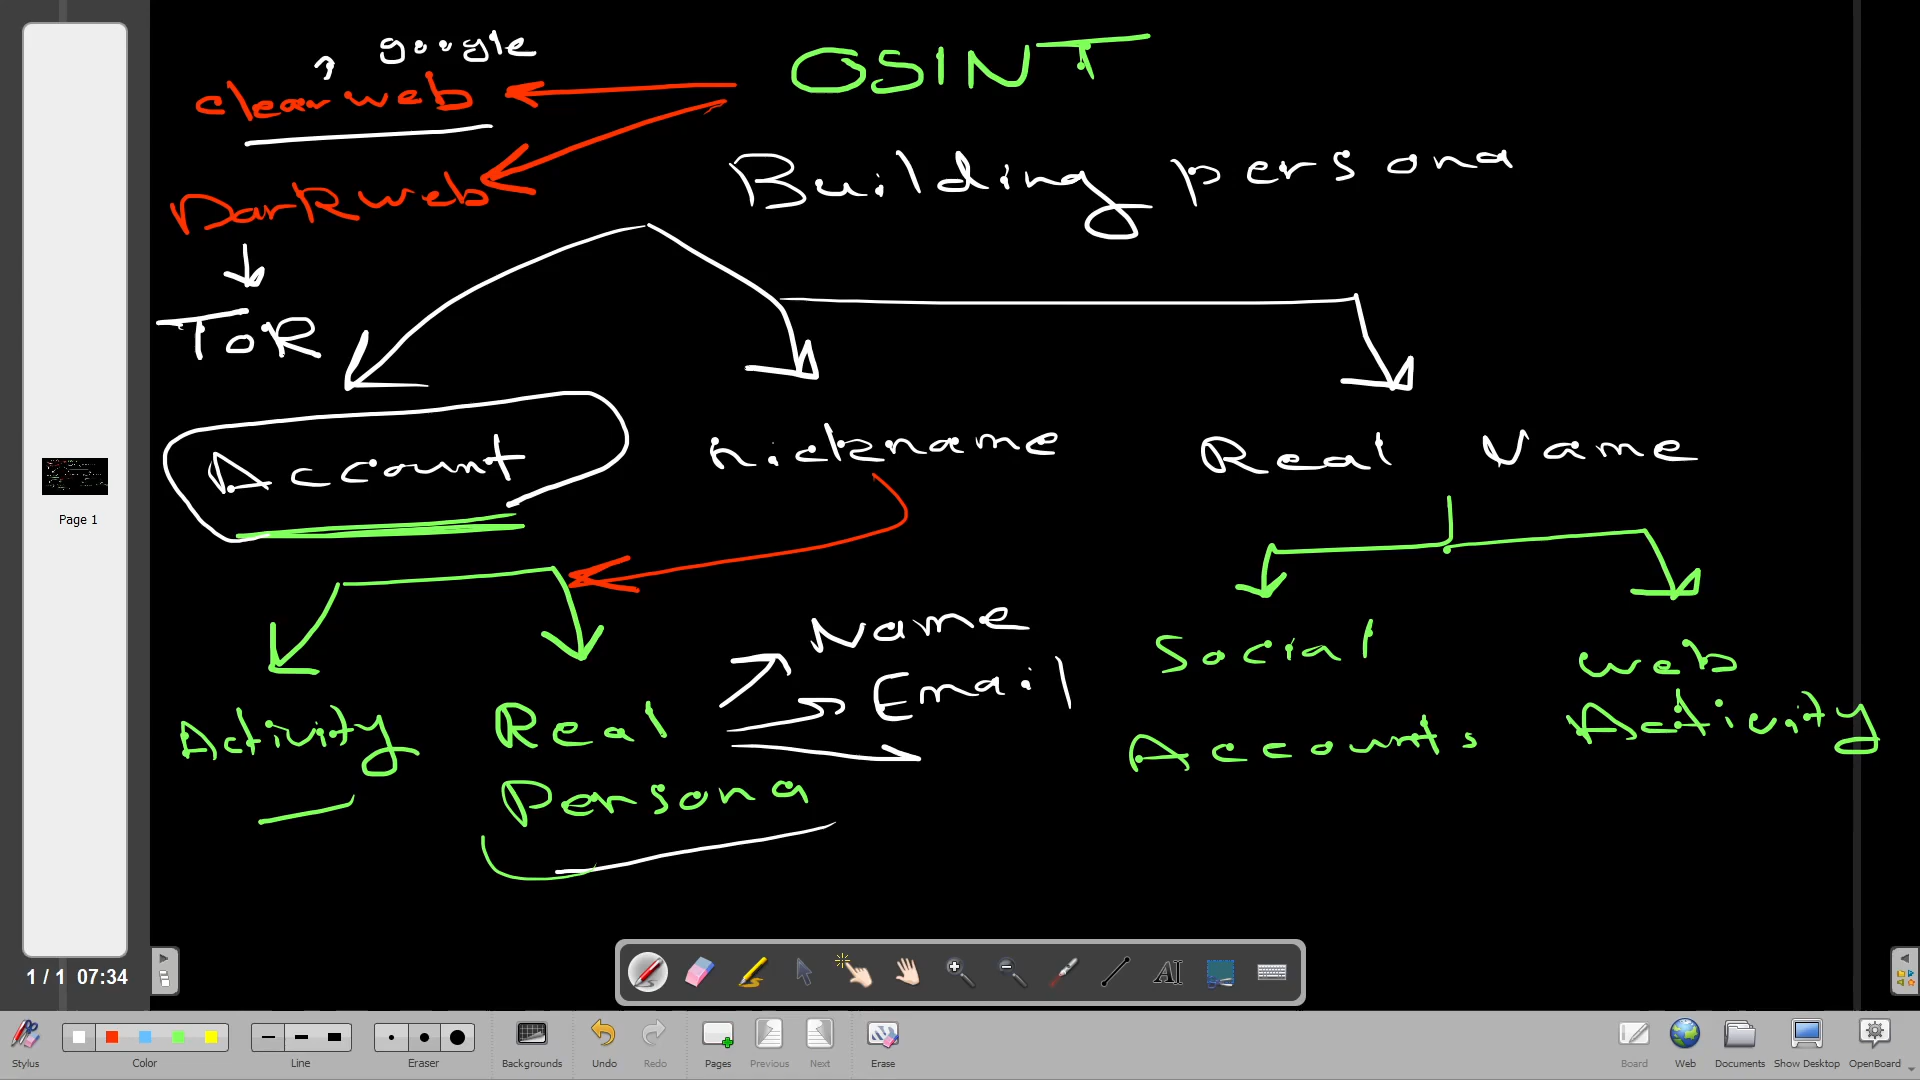 google
OSINT
clear web
Building persona
Dark web
TOR
Account
nickname
Real Name
Name
Email
Social
Accounts
web
Activity
Activity
Real
Persona
Page 1
1 / 1 07:34
Stylus
Color
Line
Eraser
Backgrounds
Undo
Redo
Pages
Previous
Next
Erase
Board
Web
Documents
Show Desktop
OpenBoard